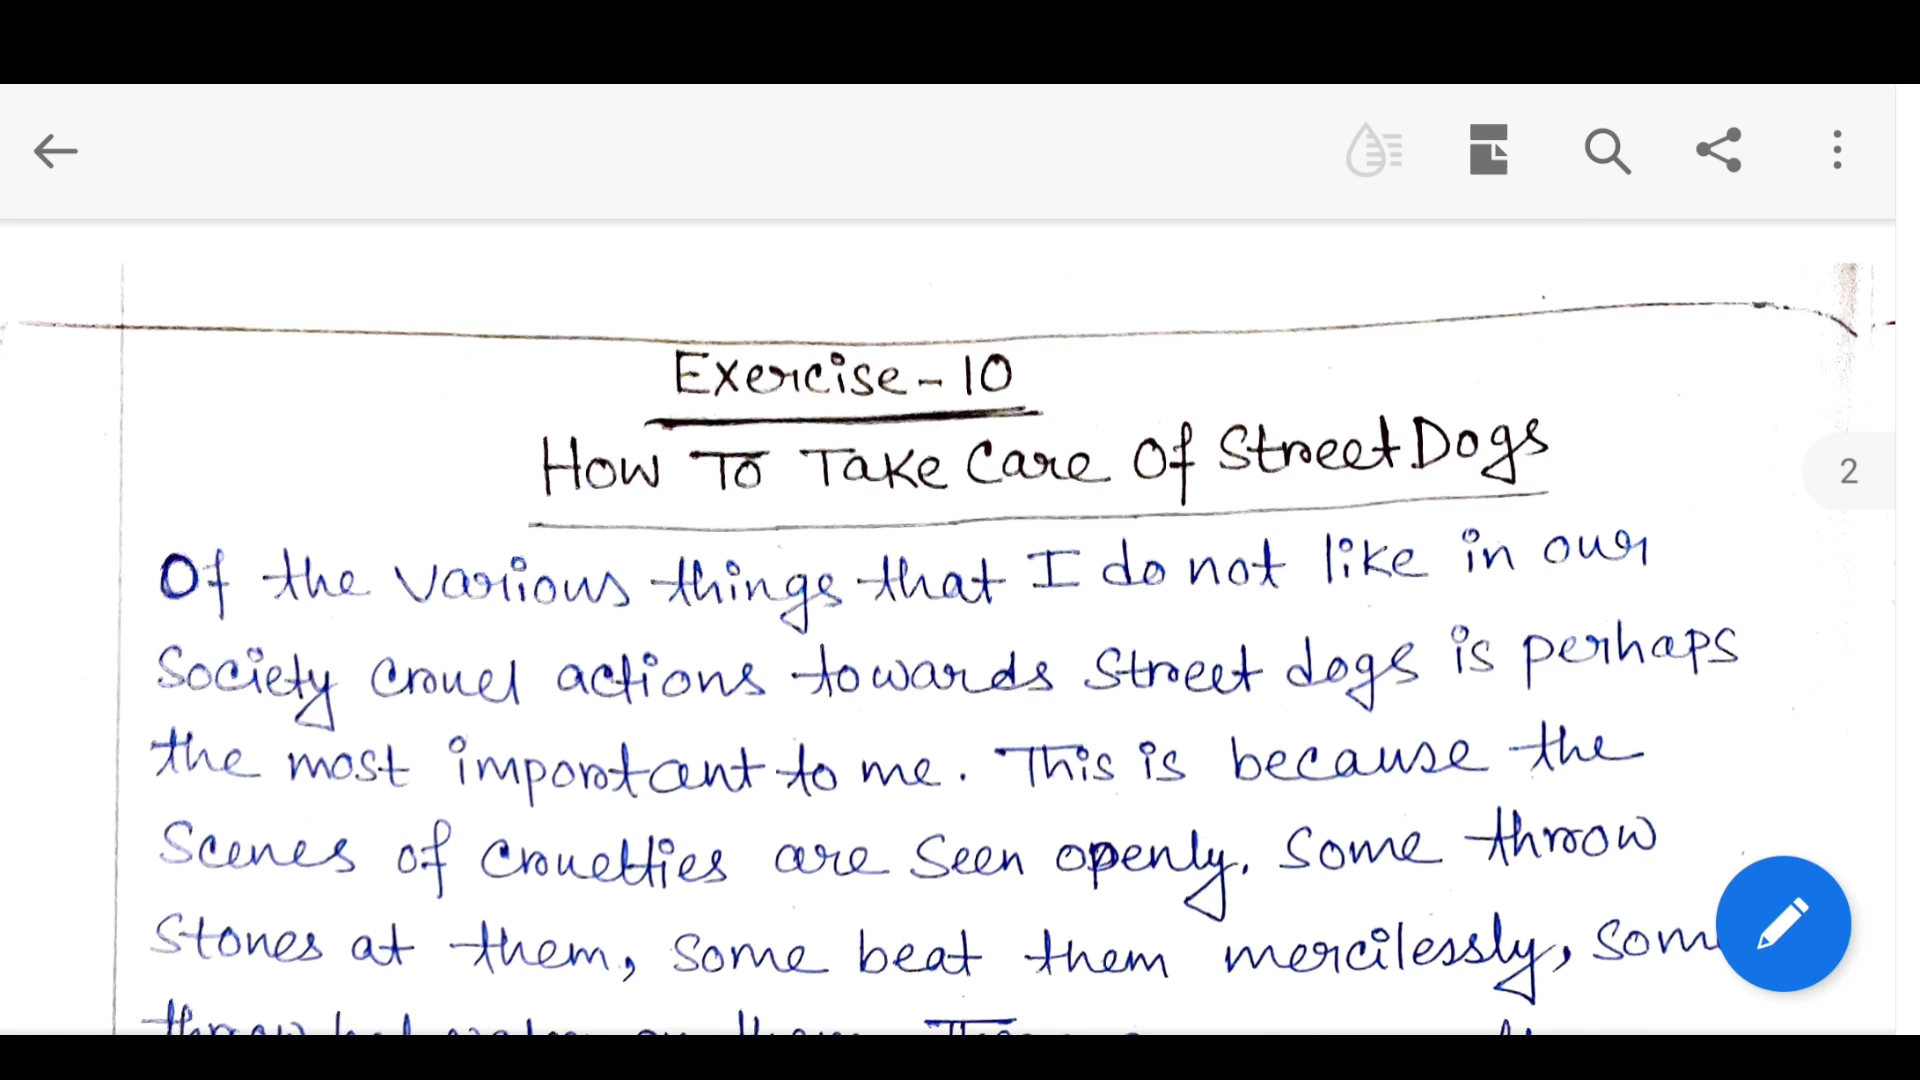 Exercise-10
How To Take Care Of Street Dogs
2
Of the various things that I do not like in our
Society cruel actions towards Street dogs is perhaps
the most important to me. This is because the
Scenes of cruelties are seen openly. Some throw
Stones at them, some beat them mercilessly, Som